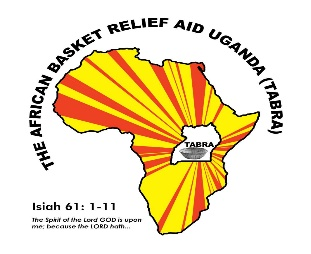 THE AFRICAN BASKET RELIEF AID UGANDA (TABRA)
TABRA
Isiah 61: 1-11
The Spirit of the Lord GOD is upon
me; because the LORD hath...